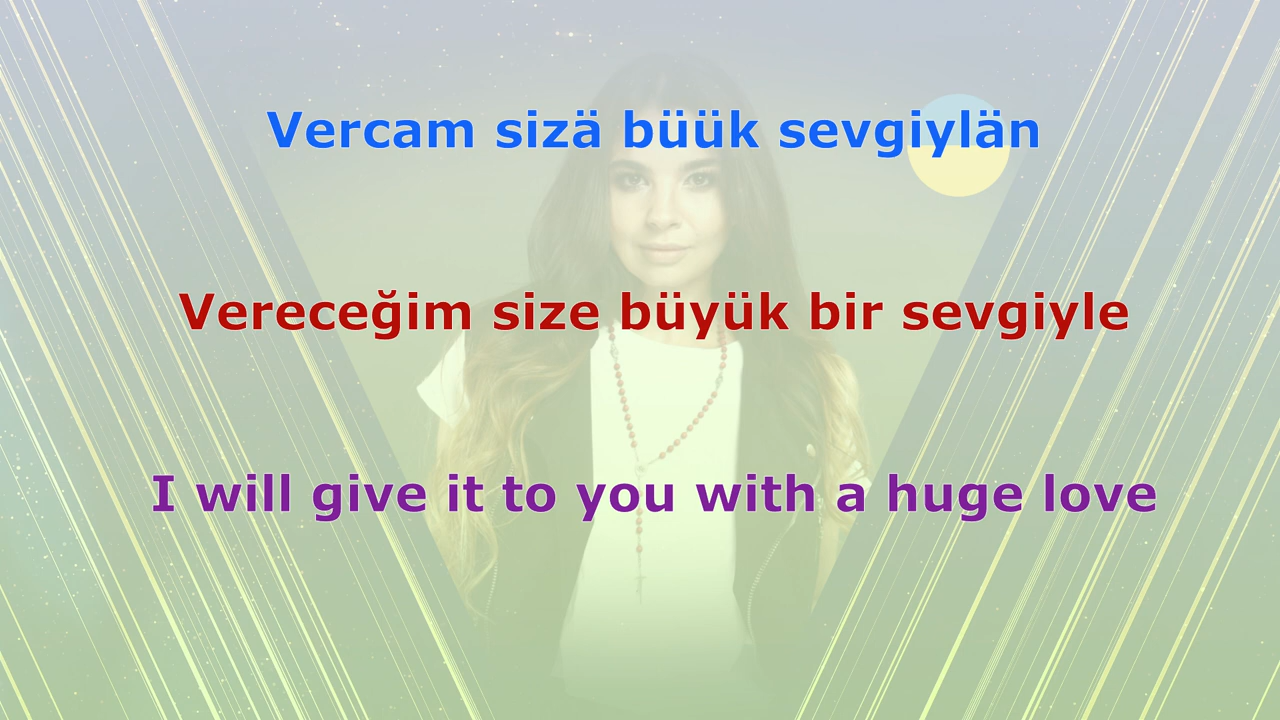 Vercam sizä büük sevgiylän
Vereceğim size büyük bir sevgiyle
I will give it to you with a huge love